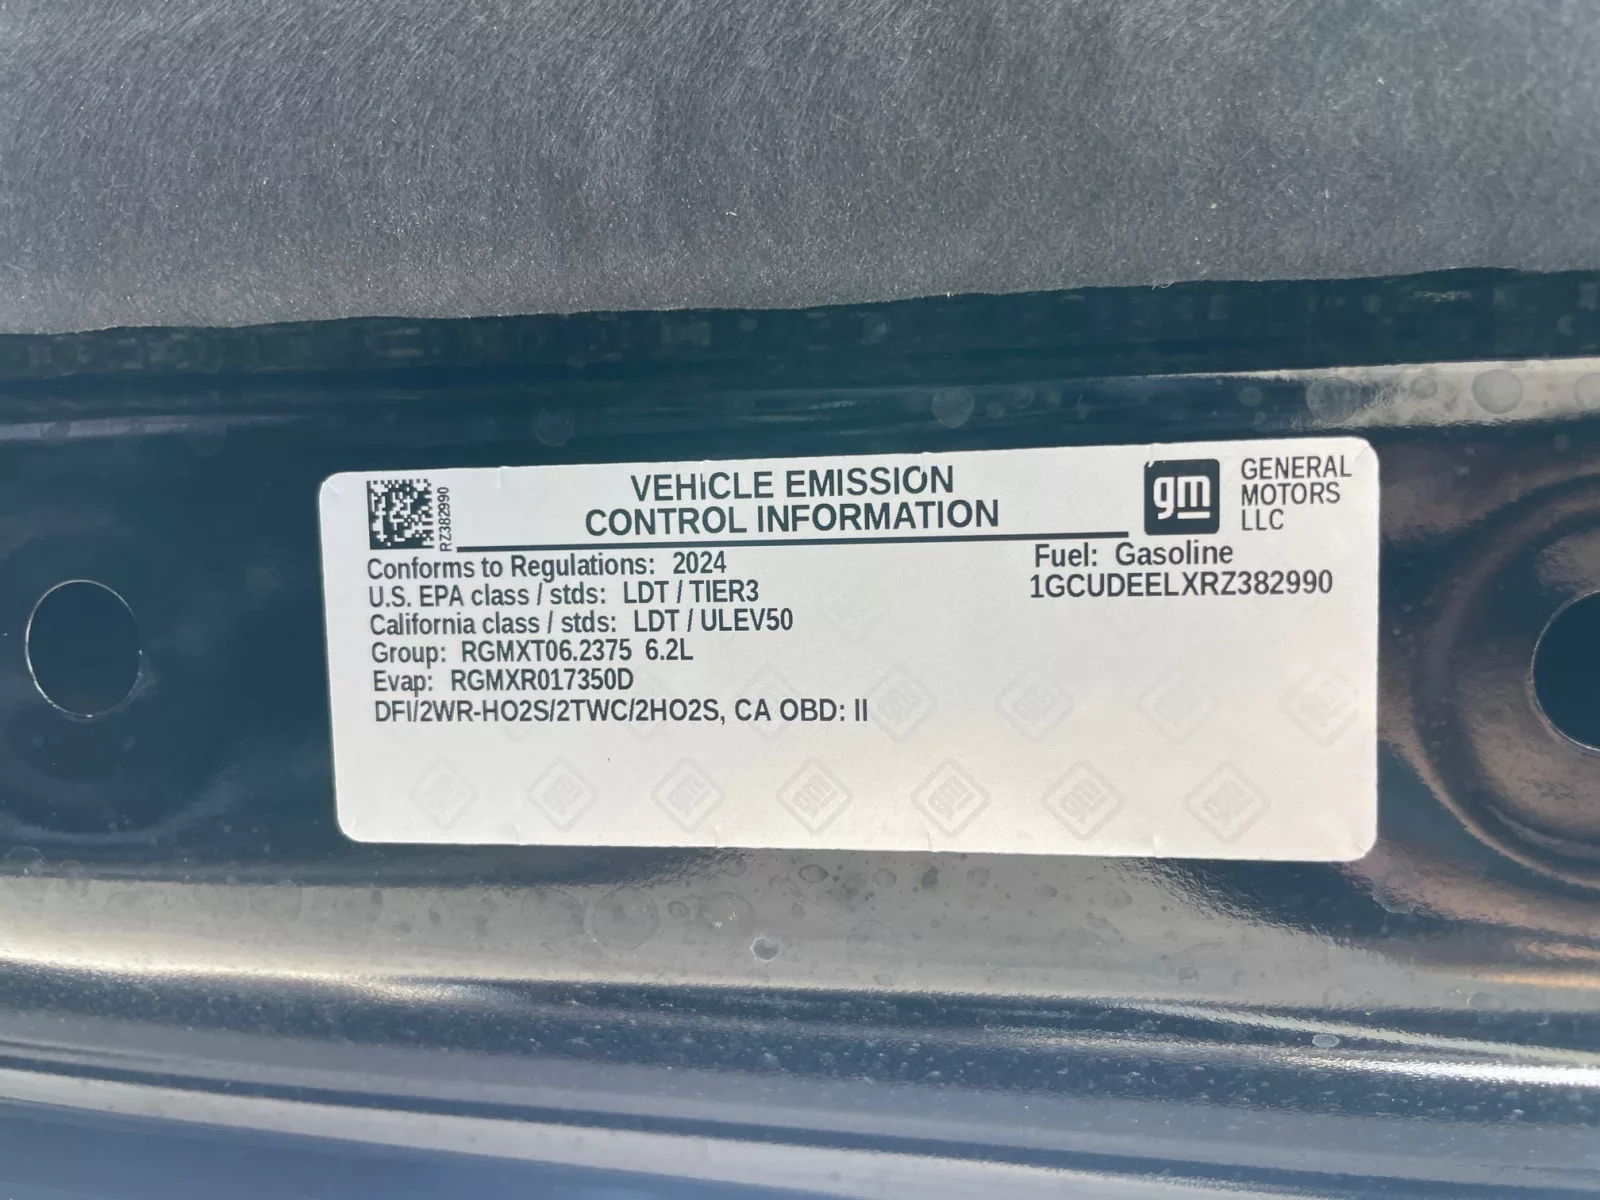 RZ382990
VEHICLE EMISSION
CONTROL INFORMATION
gm
GENERAL
MOTORS
LLC
Conforms to Regulations: 2024
U.S. EPA class / stds: LDT / TIER3
California class / stds: LDT / ULEV50
Group: RGMXT06.2375 6.2L
Evap: RGMXR017350D
DFI/2WR-HO2S/2TWC/2HO2S, CA OBD: II
Fuel: Gasoline
1GCUDEELXRZ382990